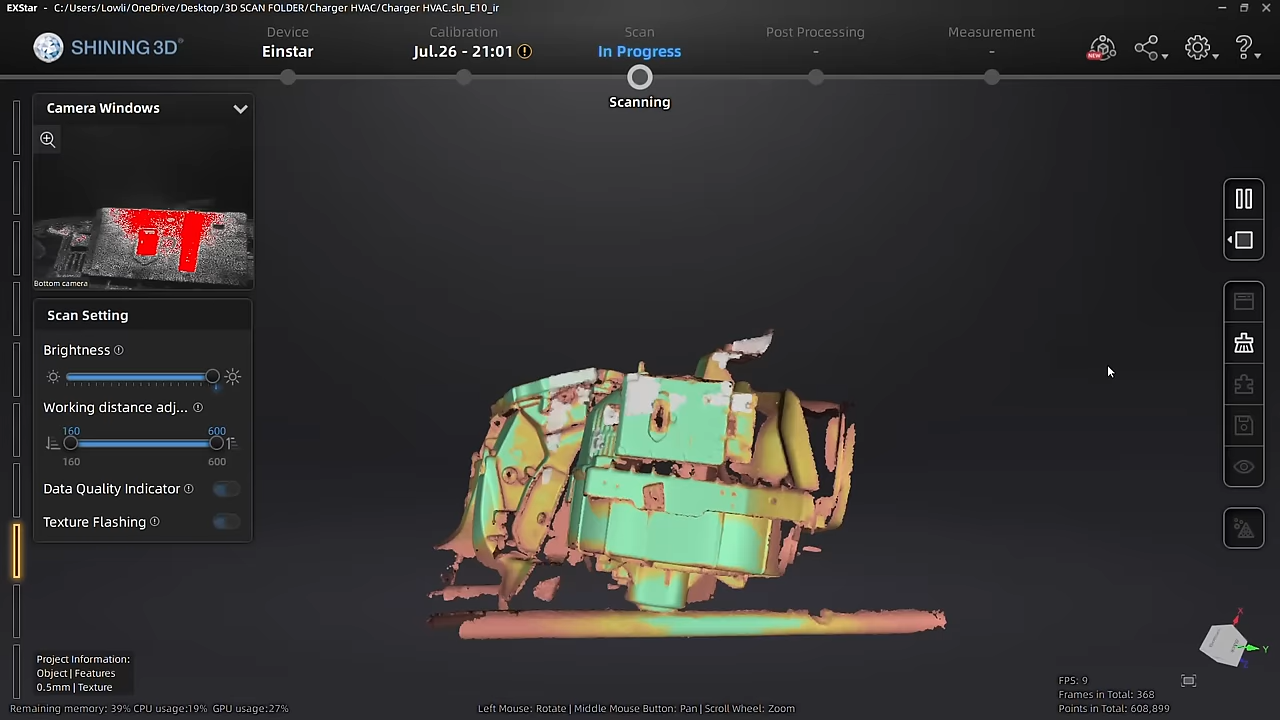 EXStar - C:/Users/Lowli/OneDrive/Desktop/3D SCAN FOLDER/Charger HVAC/Charger HVAC.sln_E10_ir
SHINING 3D®
Device
Einstar
Calibration
Jul.26 - 21:01
Scan
In Progress
Scanning
Post Processing
-
Measurement
-
NEW
Camera Windows
Bottom camera
Scan Setting
Brightness
Working distance adj...
160 600
160 600
Data Quality Indicator
Texture Flashing
Project Information:
Object | Features
0.5mm | Texture
Remaining memory: 39% CPU usage:19% GPU usage:27%
Left Mouse: Rotate | Middle Mouse Button: Pan | Scroll Wheel: Zoom
X
Y
FPS: 9
Frames in Total: 368
Points in Total: 608,899